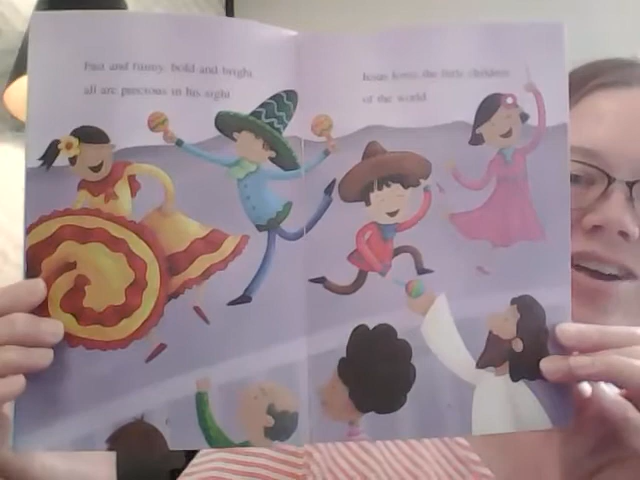 Fast and funny, bold and bright
all are precious in his sight
Jesus loves the little children
of the world